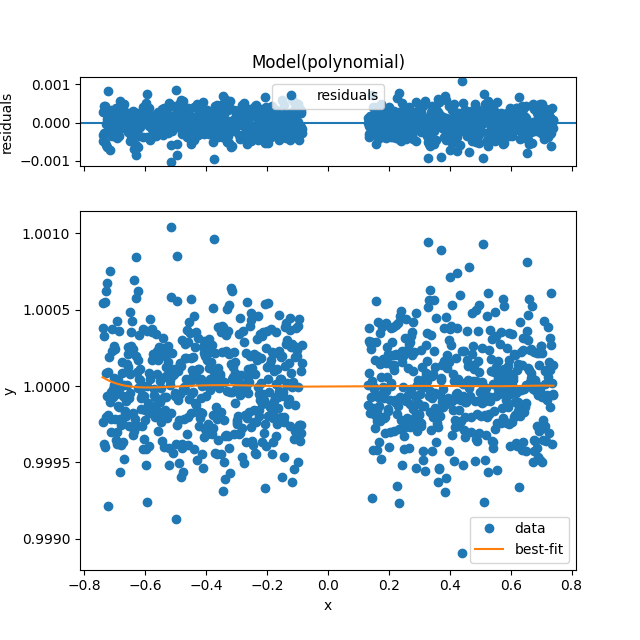 Model(polynomial)
0.001
0.000
−0.001
residuals
residuals
1.0010
1.0005
1.0000
0.9995
0.9990
y
data
best-fit
−0.8 −0.6 −0.4 −0.2 0.0 0.2 0.4 0.6 0.8
x